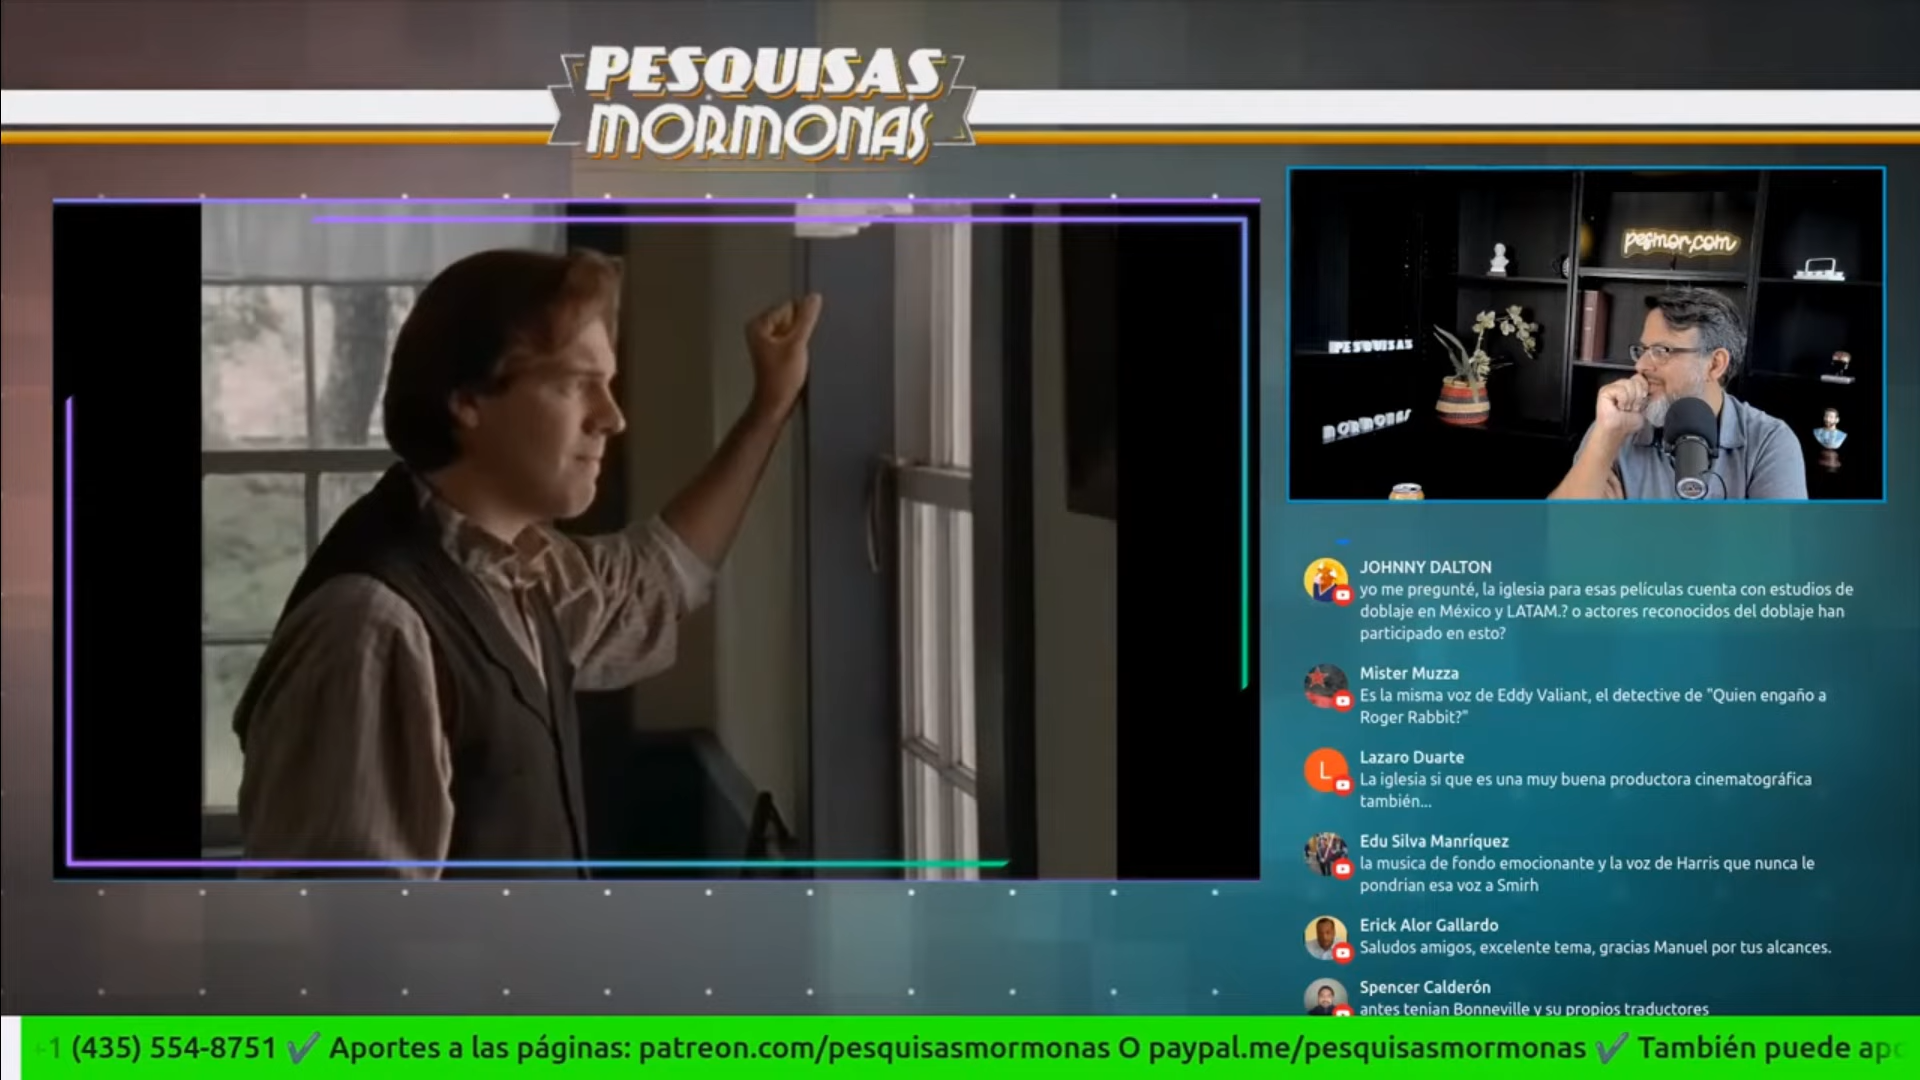 PESQUISAS
MORMONAS
pesmor.com
PESQUISAS
MORMONAS
JOHNNY DALTON
yo me pregunté, la iglesia para esas películas cuenta con estudios de
doblaje en México y LATAM.? o actores reconocidos del doblaje han
participado en esto?
Mister Muzza
Es la misma voz de Eddy Valiant, el detective de "Quien engaño a
Roger Rabbit?"
L
Lazaro Duarte
La iglesia si que es una muy buena productora cinematográfica
también...
Edu Silva Manríquez
la musica de fondo emocionante y la voz de Harris que nunca le
pondrian esa voz a Smirh
Erick Alor Gallardo
Saludos amigos, excelente tema, gracias Manuel por tus alcances.
Spencer Calderón
antes tenian Bonneville y su propios traductores
+1 (435) 554-8751 ✔ Aportes a las páginas: patreon.com/pesquisasmormonas O paypal.me/pesquisasmormonas ✔ También puede apo